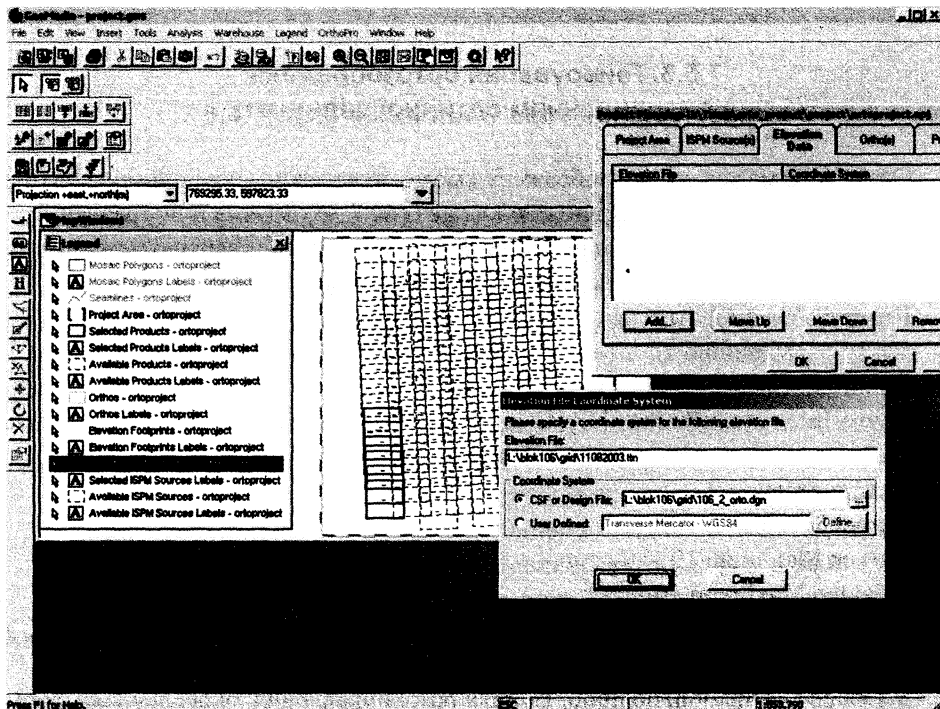 GeoMedia - project.gws
File Edit View Insert Tools Analysis Warehouse Legend OrthoPro Window Help
Projection +east,+north(m) 769295.33, 597823.33
Project Area ISPM Source(s) Elevation Data Ortho(s)
Elevation File Coordinate System
Add... Move Up Move Down
OK Cancel
MapWindow1
Legend
Mosaic Polygons - ortoproject
Mosaic Polygons Labels - ortoproject
Seamlines - ortoproject
Project Area - ortoproject
Selected Products - ortoproject
Selected Products Labels - ortoproject
Available Products - ortoproject
Available Products Labels - ortoproject
Orthos - ortoproject
Orthos Labels - ortoproject
Elevation Footprints - ortoproject
Elevation Footprints Labels - ortoproject
Selected ISPM Sources Labels - ortoproject
Available ISPM Sources - ortoproject
Available ISPM Sources Labels - ortoproject
Elevation File Coordinate System
Please specify a coordinate system for the following elevation file.
Elevation File:
L:\blok106\grid\11082003.ttn
Coordinate System
CSF or Design File: L:\blok106\grid\106_2_orto.dgn ...
User Defined: Transverse Mercator - WGS84 Define...
OK Cancel
Press F1 for Help.
ESC